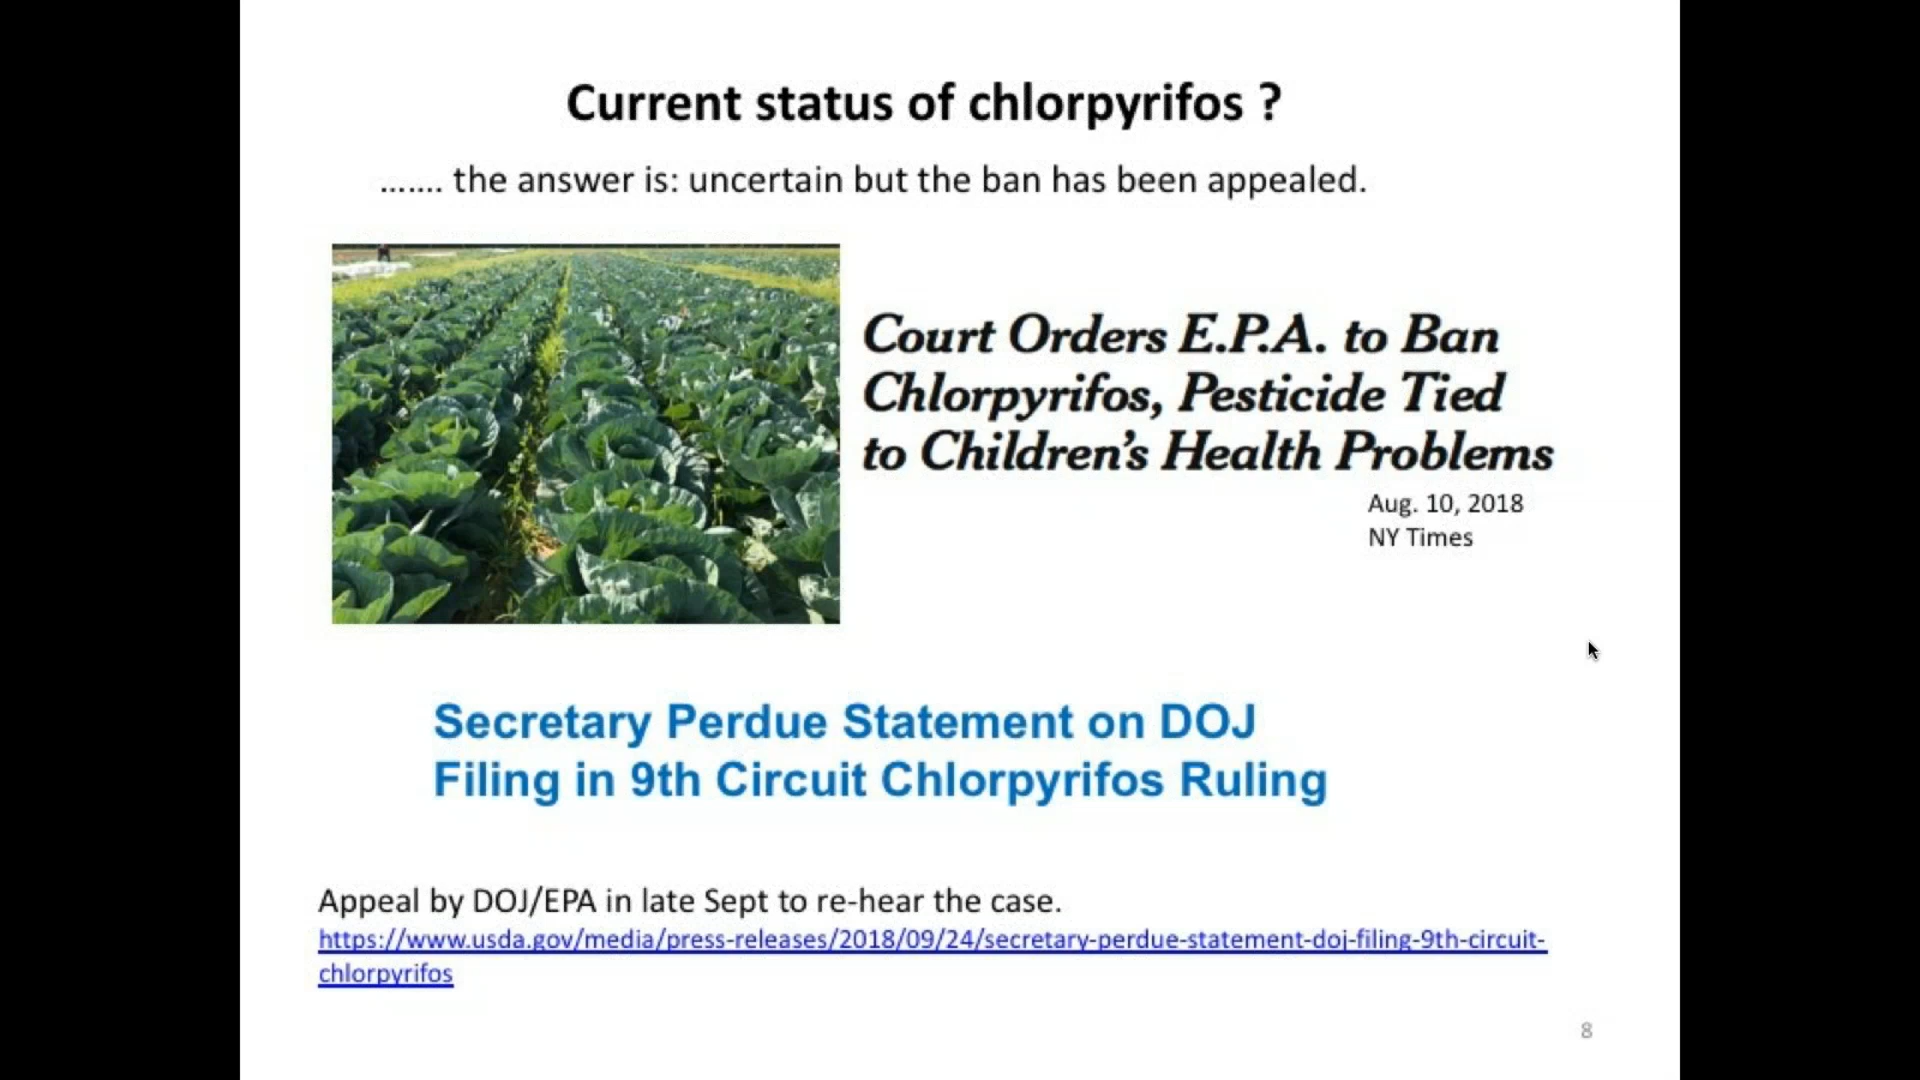 Current status of chlorpyrifos ?
....... the answer is: uncertain but the ban has been appealed.
Court Orders E.P.A. to Ban
Chlorpyrifos, Pesticide Tied
to Children's Health Problems
Aug. 10, 2018
NY Times
Secretary Perdue Statement on DOJ
Filing in 9th Circuit Chlorpyrifos Ruling
Appeal by DOJ/EPA in late Sept to re-hear the case.
https://www.usda.gov/media/press-releases/2018/09/24/secretary-perdue-statement-doj-filing-9th-circuit-
chlorpyrifos
8